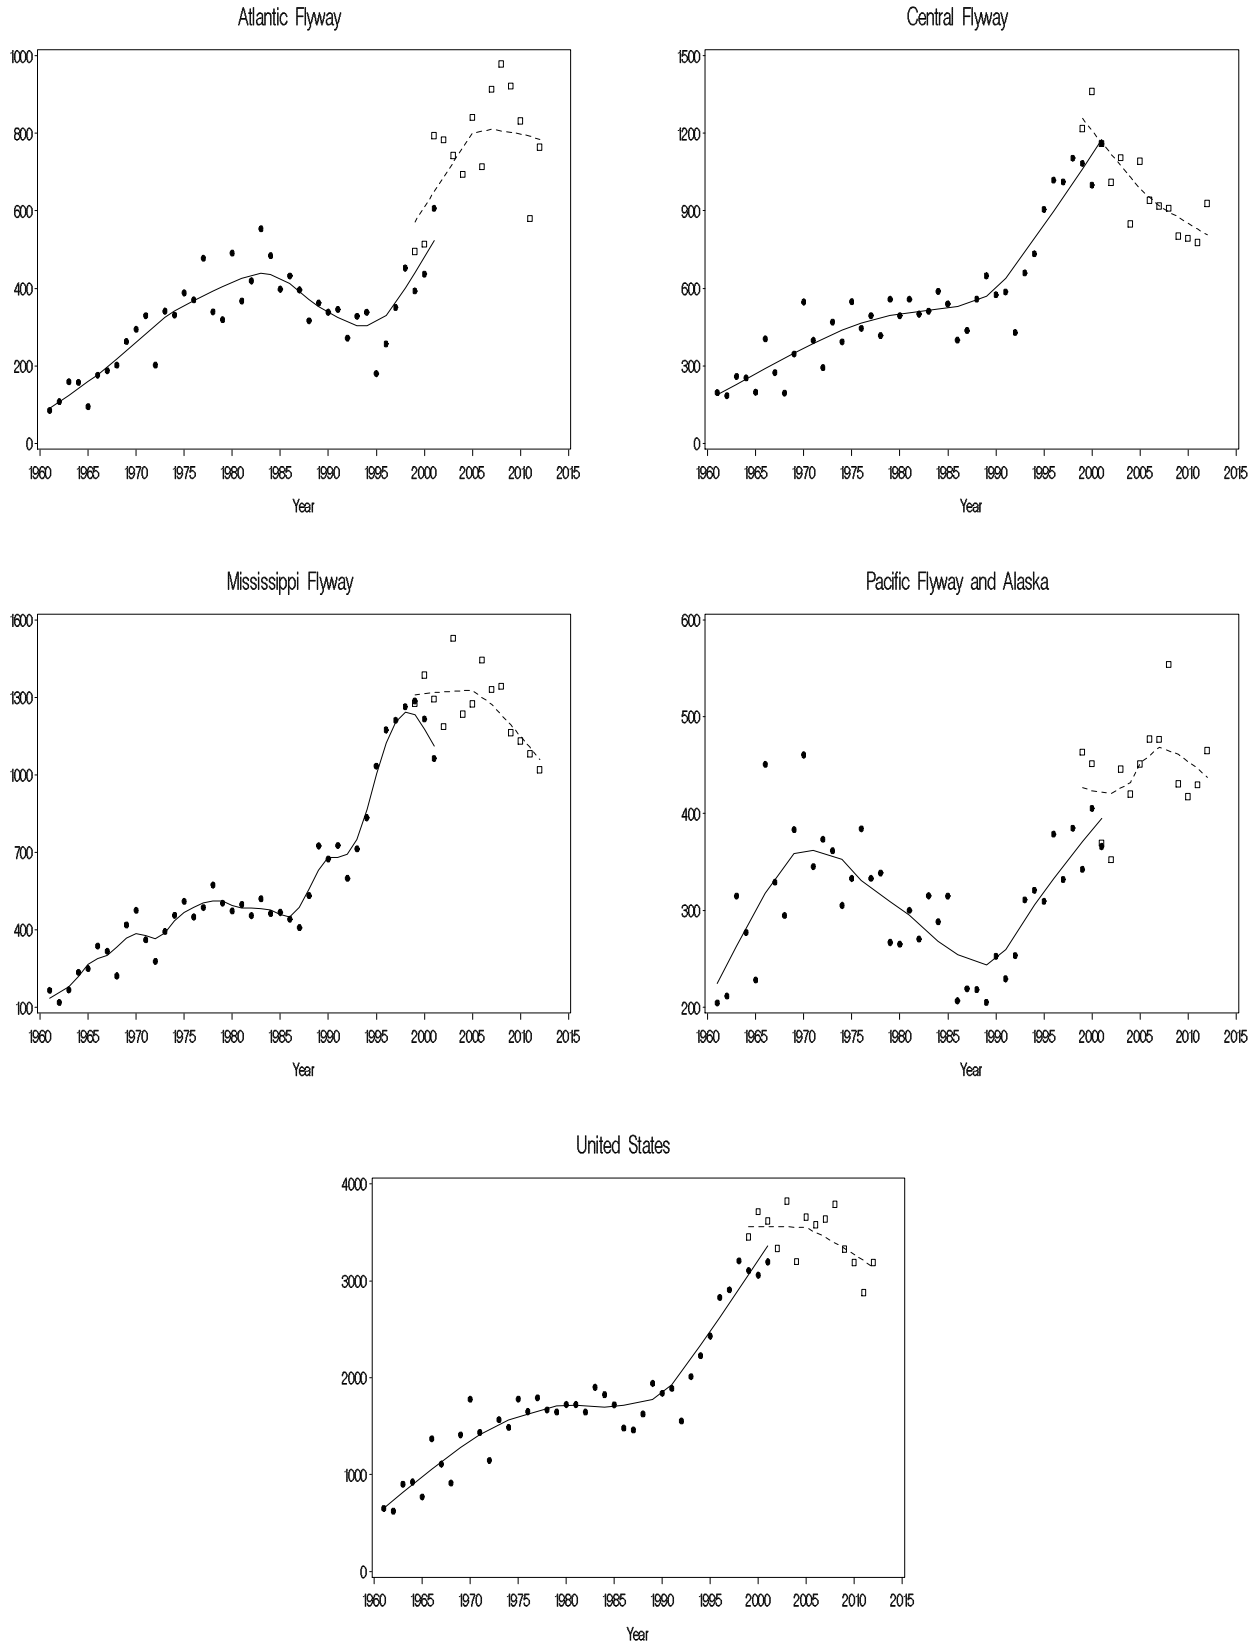 Atlantic Flyway
1000
800
600
400
200
0
1960 1965 1970 1975 1980 1985 1990 1995 2000 2005 2010 2015
Year
Central Flyway
1500
1200
900
600
300
0
1960 1965 1970 1975 1980 1985 1990 1995 2000 2005 2010 2015
Year
Mississippi Flyway
1600
1300
1000
700
400
100
1960 1965 1970 1975 1980 1985 1990 1995 2000 2005 2010 2015
Year
Pacific Flyway and Alaska
600
500
400
300
200
1960 1965 1970 1975 1980 1985 1990 1995 2000 2005 2010 2015
Year
United States
4000
3000
2000
1000
0
1960 1965 1970 1975 1980 1985 1990 1995 2000 2005 2010 2015
Year